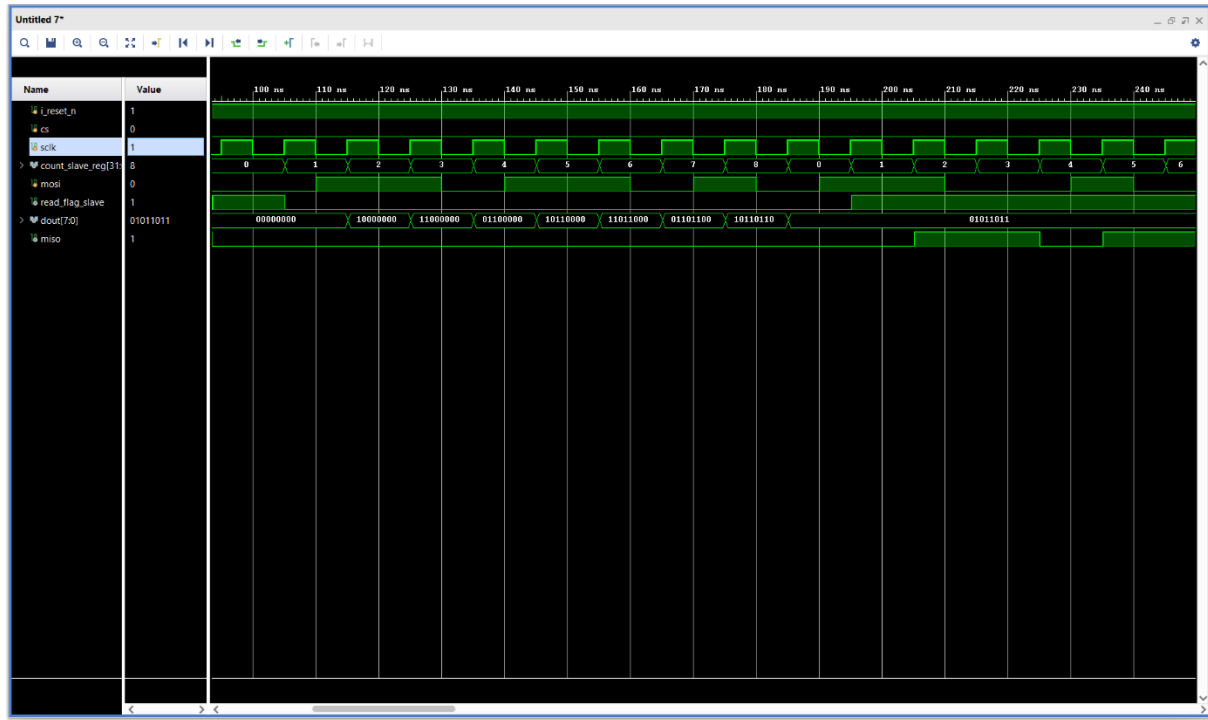 Untitled 7*
Name Value
100 ns 110 ns 120 ns 130 ns 140 ns 150 ns 160 ns 170 ns 180 ns 190 ns 200 ns 210 ns 220 ns 230 ns 240 ns
i_reset_n 1
cs 0
sclk 1
count_slave_reg[31: 8 0 1 2 3 4 5 6 7 8 0 1 2 3 4 5 6
mosi 0
read_flag_slave 1
dout[7:0] 01011011 00000000 10000000 11000000 01100000 10110000 11011000 01101100 10110110 01011011
miso 1